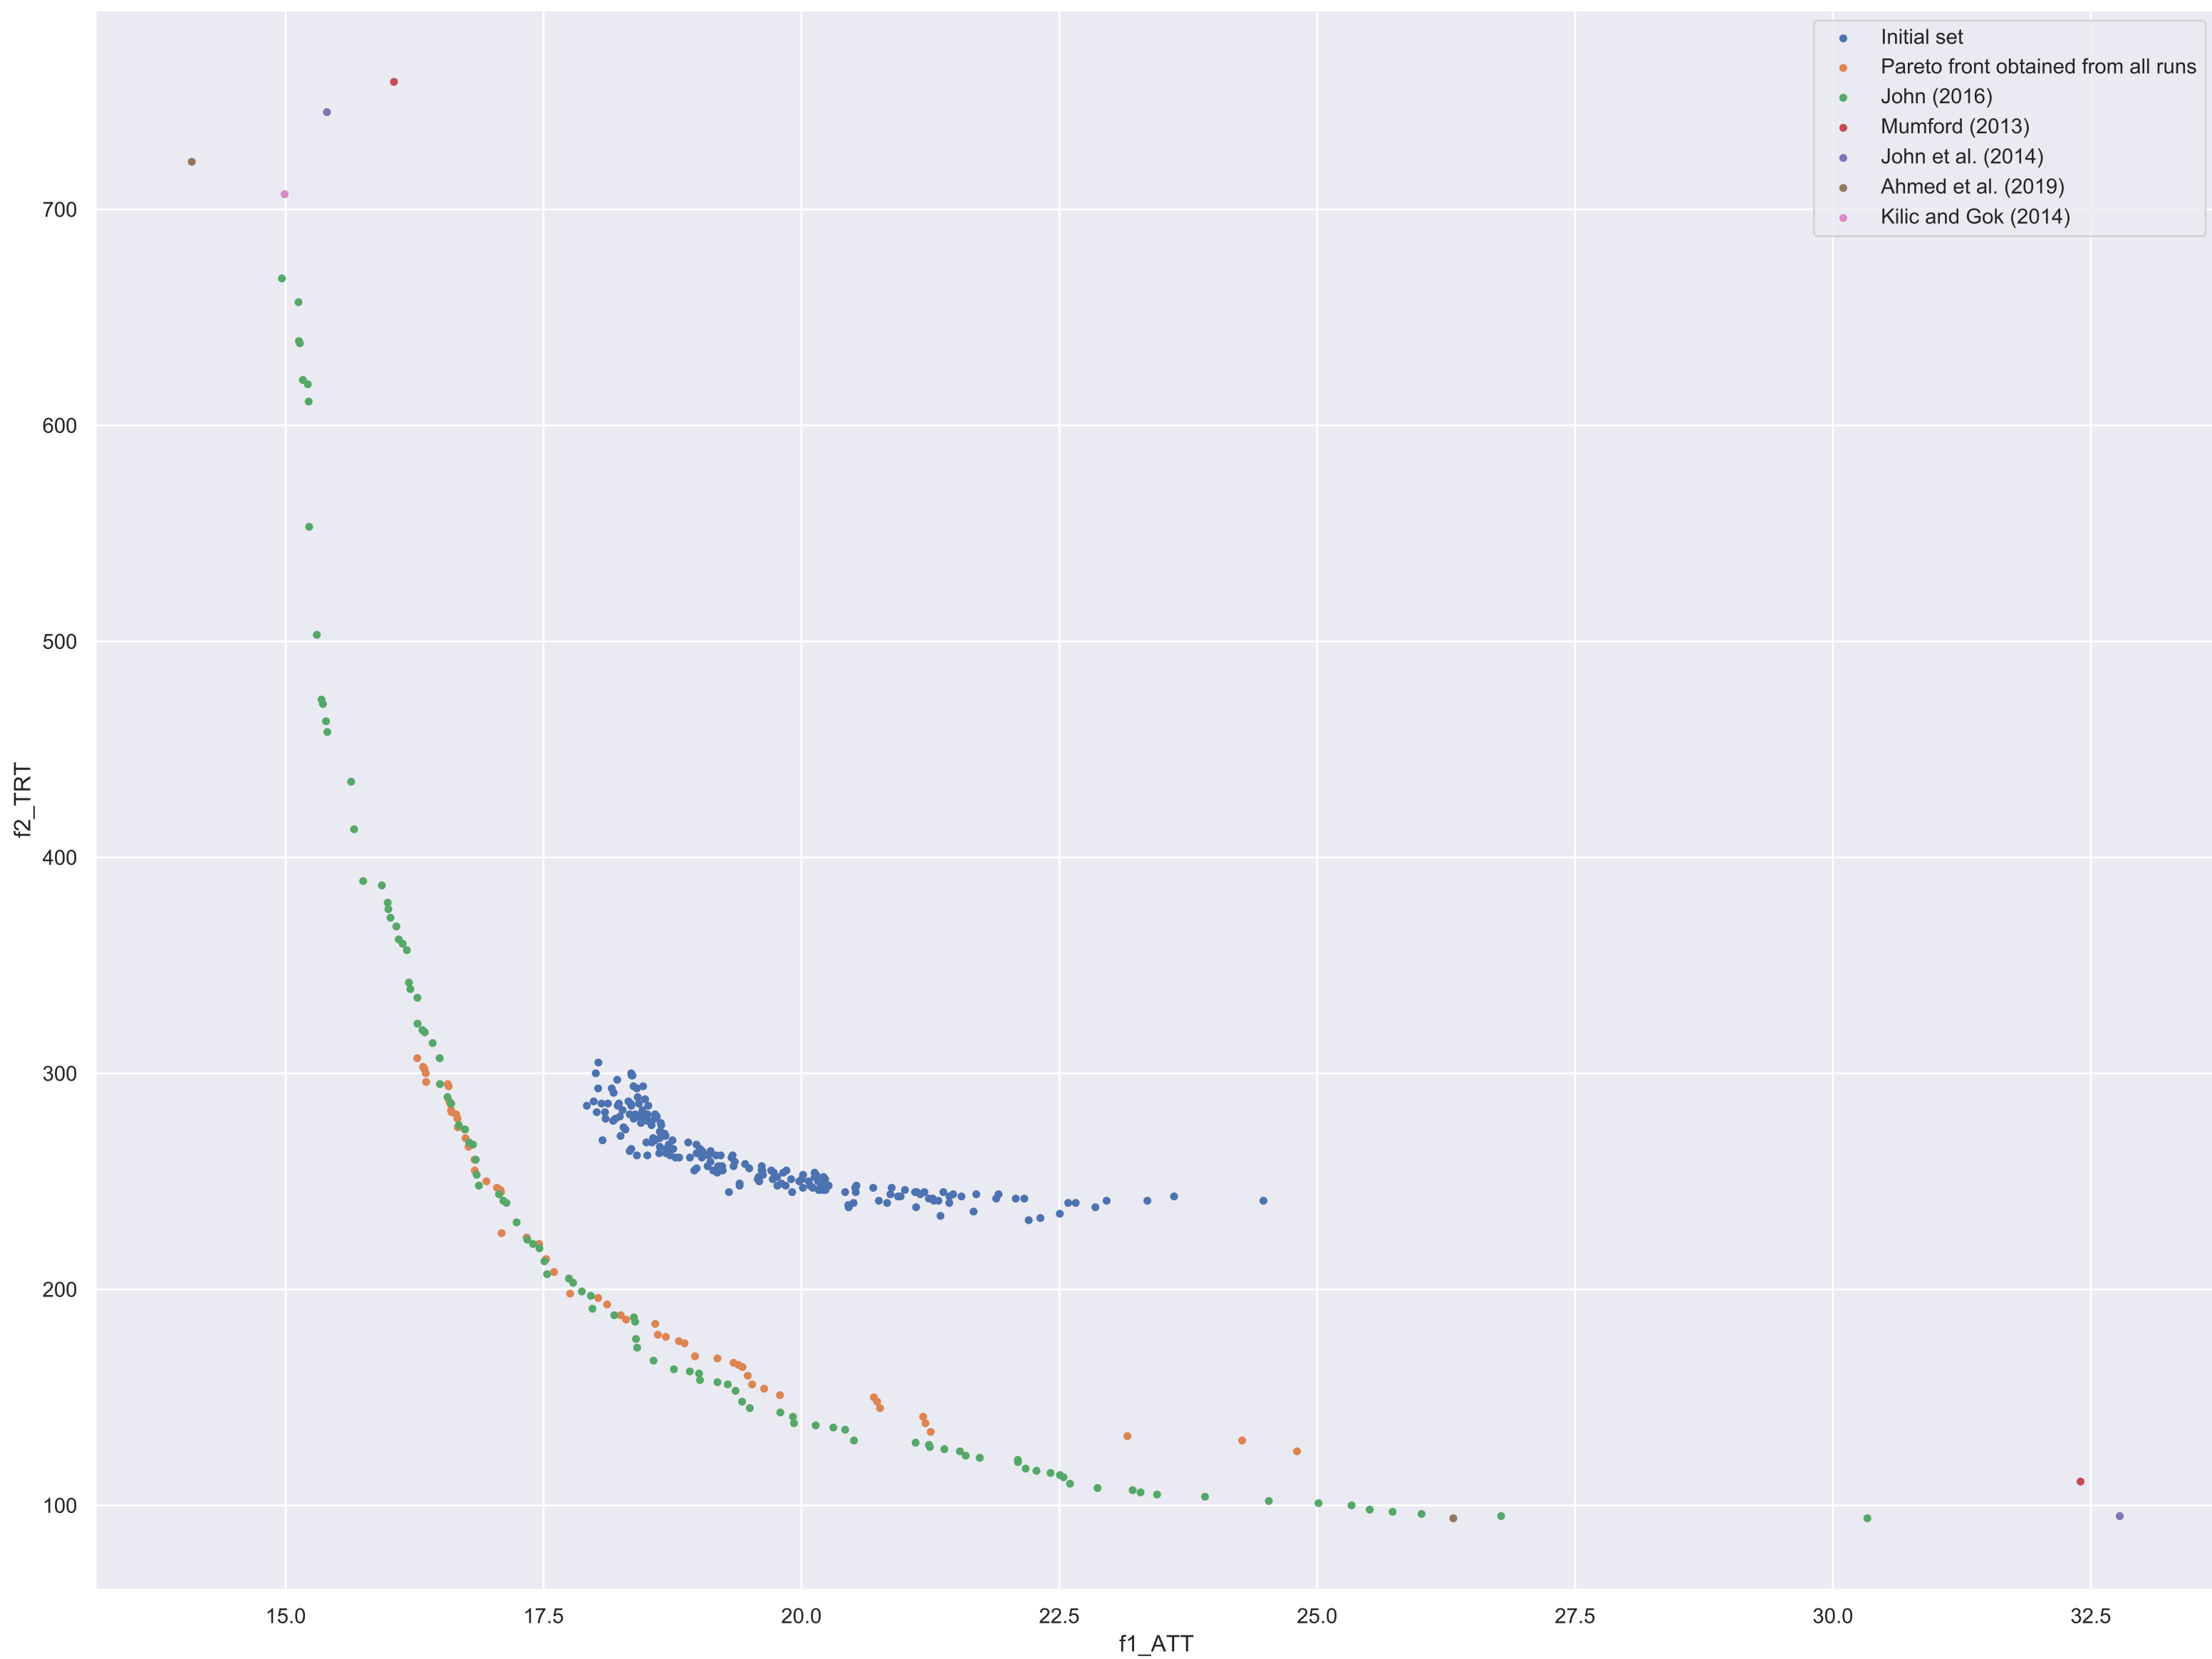 Initial set
Pareto front obtained from all runs
John (2016)
Mumford (2013)
John et al. (2014)
Ahmed et al. (2019)
Kilic and Gok (2014)
700
600
500
400
300
200
100
f2_TRT
15.0 17.5 20.0 22.5 25.0 27.5 30.0 32.5
f1_ATT